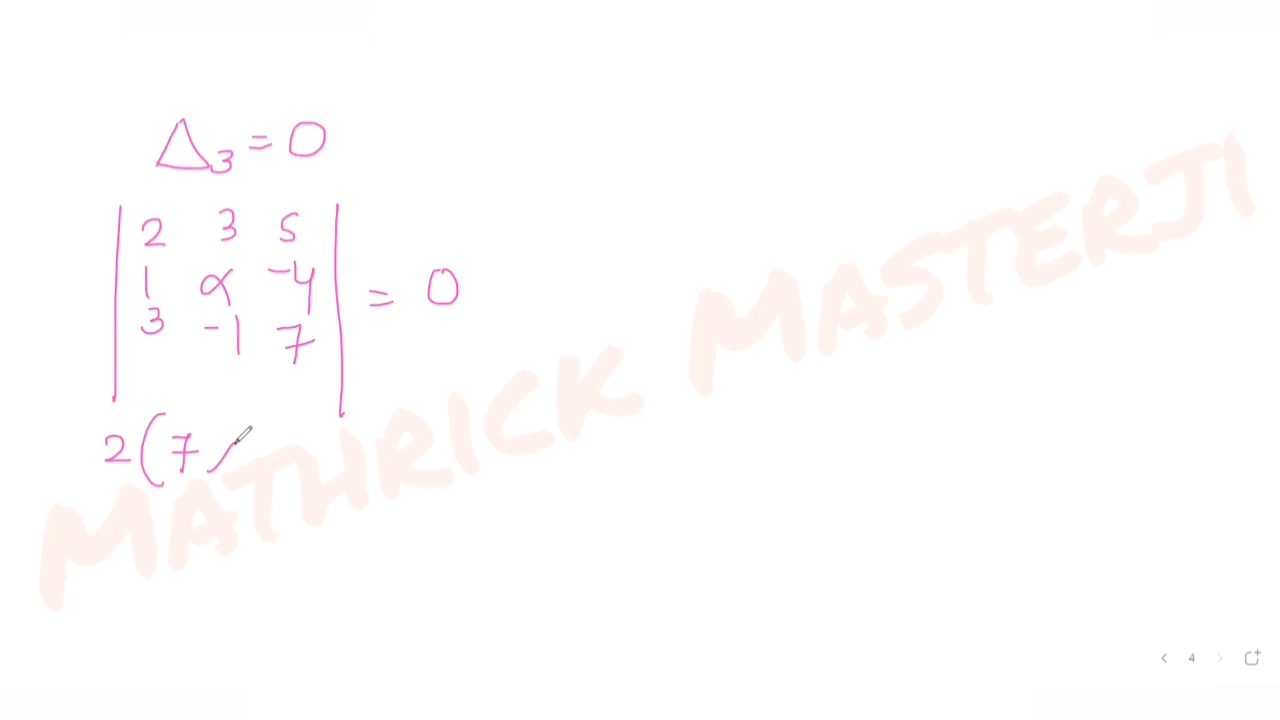 Δ₃ = 0
| 2 3 5 |
| 1 α -4 | = 0
| 3 -1 7 |
2(7
MATHRICK MASTERJI
< 4 >